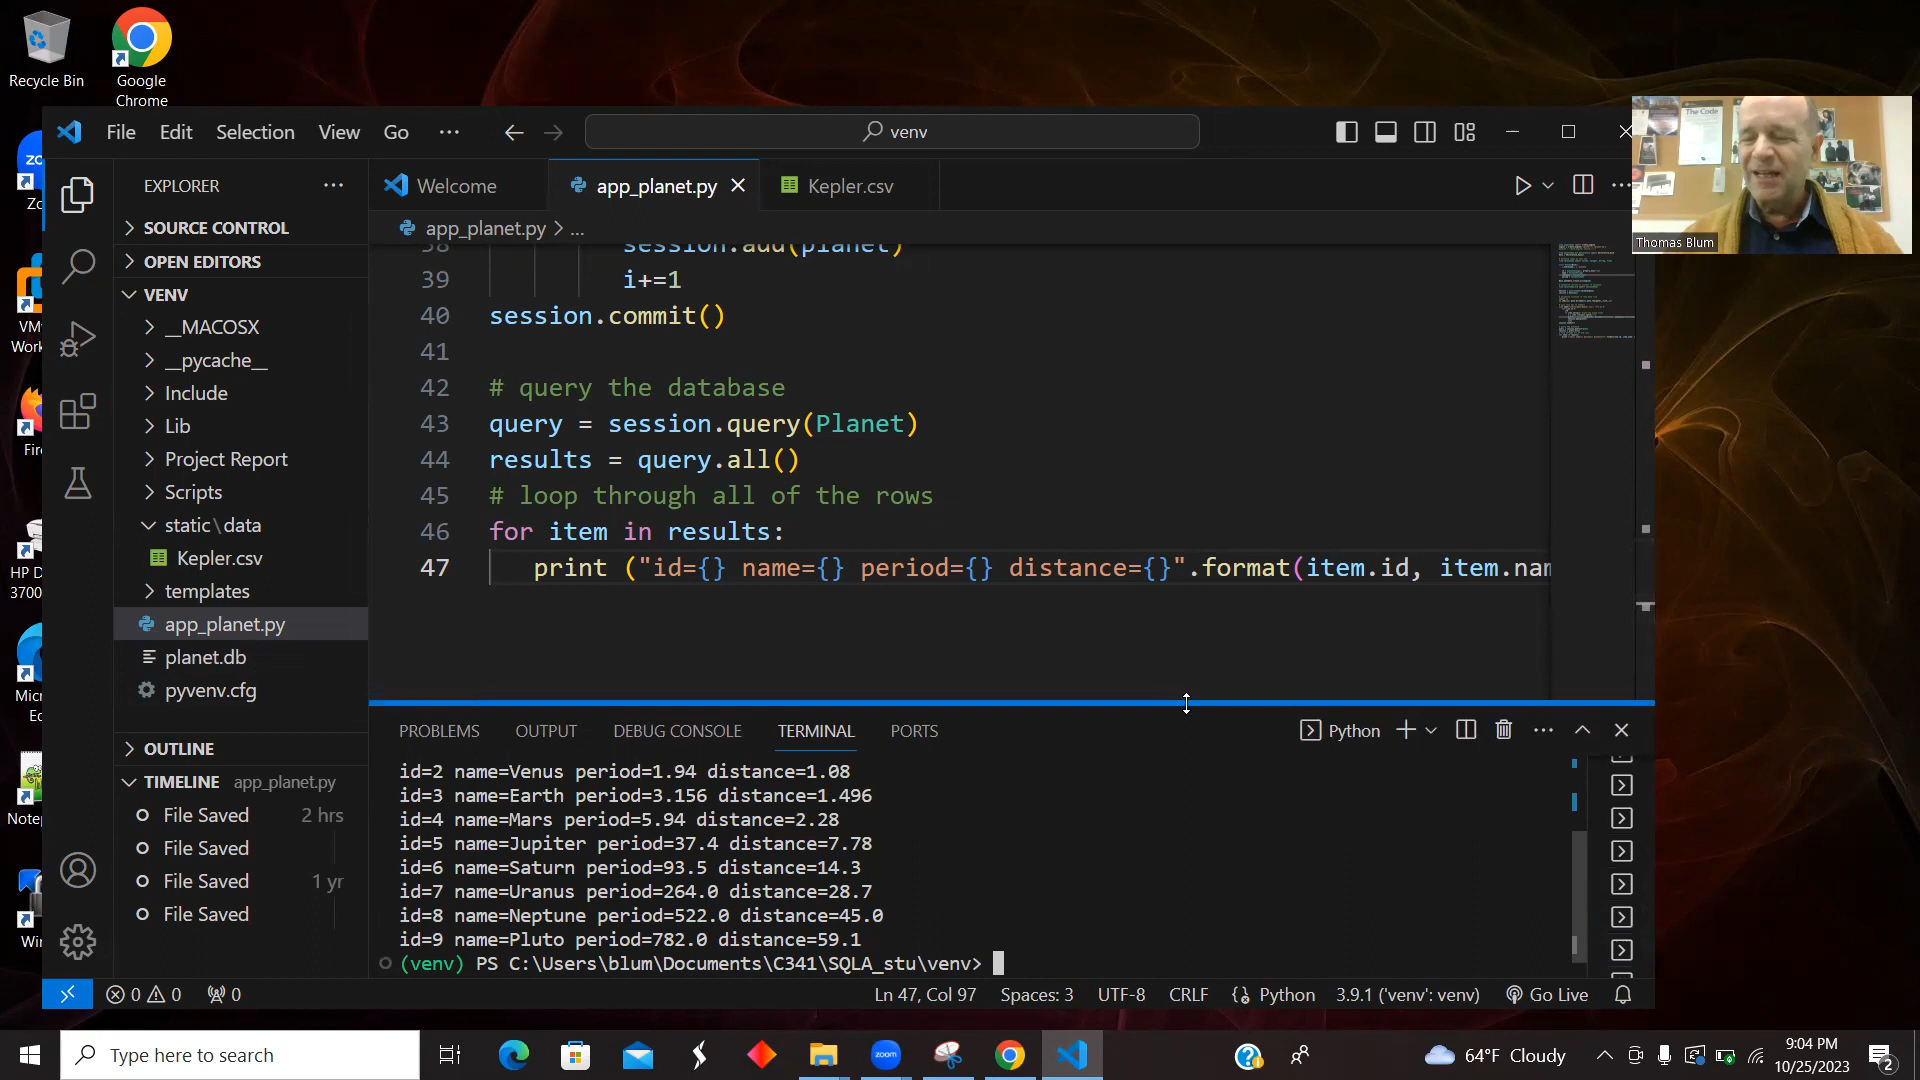 Recycle Bin
Google
Chrome
File Edit Selection View Go ···
venv
Thomas Blum
EXPLORER
SOURCE CONTROL
OPEN EDITORS
VENV
__MACOSX
__pycache__
Include
Lib
Project Report
Scripts
static\data
Kepler.csv
templates
app_planet.py
planet.db
pyvenv.cfg
OUTLINE
TIMELINE app_planet.py
File Saved 2 hrs
File Saved
File Saved 1 yr
File Saved
Welcome app_planet.py Kepler.csv
app_planet.py > ...
38 session.add(planet)
39 i+=1
40 session.commit()
41
42 # query the database
43 query = session.query(Planet)
44 results = query.all()
45 # loop through all of the rows
46 for item in results:
47 print ("id={} name={} period={} distance={}".format(item.id, item.nam
PROBLEMS OUTPUT DEBUG CONSOLE TERMINAL PORTS
Python
id=2 name=Venus period=1.94 distance=1.08
id=3 name=Earth period=3.156 distance=1.496
id=4 name=Mars period=5.94 distance=2.28
id=5 name=Jupiter period=37.4 distance=7.78
id=6 name=Saturn period=93.5 distance=14.3
id=7 name=Uranus period=264.0 distance=28.7
id=8 name=Neptune period=522.0 distance=45.0
id=9 name=Pluto period=782.0 distance=59.1
(venv) PS C:\Users\blum\Documents\C341\SQLA_stu\venv>
0 0 0
Ln 47, Col 97 Spaces: 3 UTF-8 CRLF {} Python 3.9.1 ('venv': venv) Go Live
Type here to search
zoom
64°F Cloudy
9:04 PM
10/25/2023
2